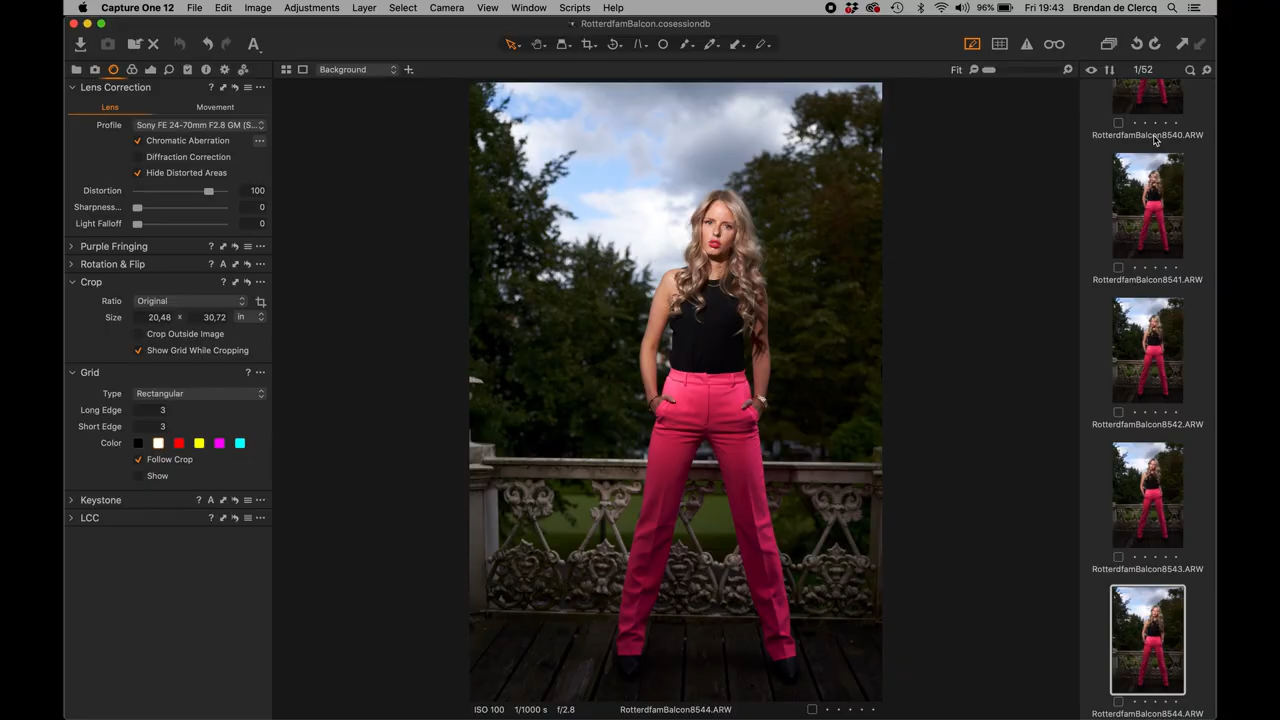 Capture One 12 File Edit View Image Adjustments Layer Select Camera View Window Scripts Help 96% Fri 19:43 Brendan de Clercq
RotterdfamBalcon.cosessiondb
Background Fit 1/52
Lens Correction ?
Lens Movement
Profile Sony FE 24-70mm F2.8 GM (S...
Chromatic Aberration
Diffraction Correction
Hide Distorted Areas
Distortion 100
Sharpness... 0
Light Falloff 0
Purple Fringing ?
Rotation & Flip ? A
Crop ?
Ratio Original
Size 20,48 x 30,72 in
Crop Outside Image
Show Grid While Cropping
Grid ?
Type Rectangular
Long Edge 3
Short Edge 3
Color
Follow Crop
Show
Keystone ? A
LCC ?
ISO 100 1/1000 s f/2.8 RotterdfamBalcon8544.ARW
RotterdfamBalcon8540.ARW
RotterdfamBalcon8541.ARW
RotterdfamBalcon8542.ARW
RotterdfamBalcon8543.ARW
RotterdfamBalcon8544.ARW